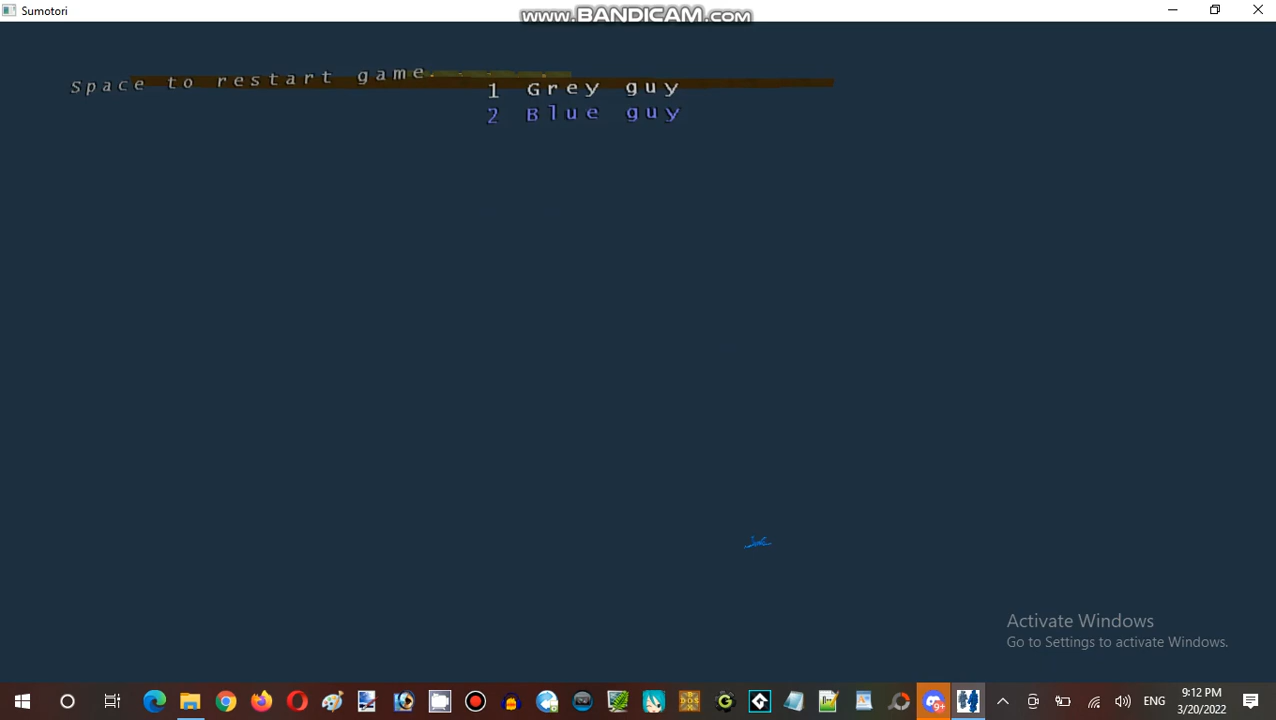 Sumotori
www.BANDICAM.com
Space to restart game.
1 Grey guy
2 Blue guy
Activate Windows
Go to Settings to activate Windows.
9+
ENG
9:12 PM
3/20/2022